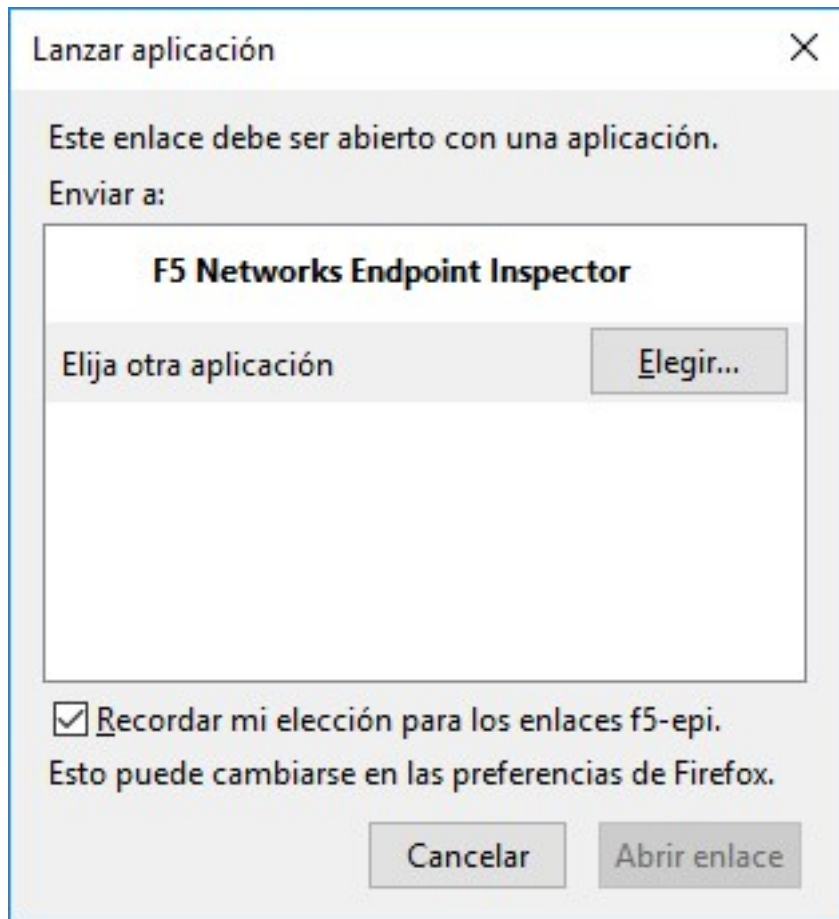 Lanzar aplicación
Este enlace debe ser abierto con una aplicación.
Enviar a:
F5 Networks Endpoint Inspector
Elija otra aplicación
Elegir...
Recordar mi elección para los enlaces f5-epi.
Esto puede cambiarse en las preferencias de Firefox.
Cancelar
Abrir enlace